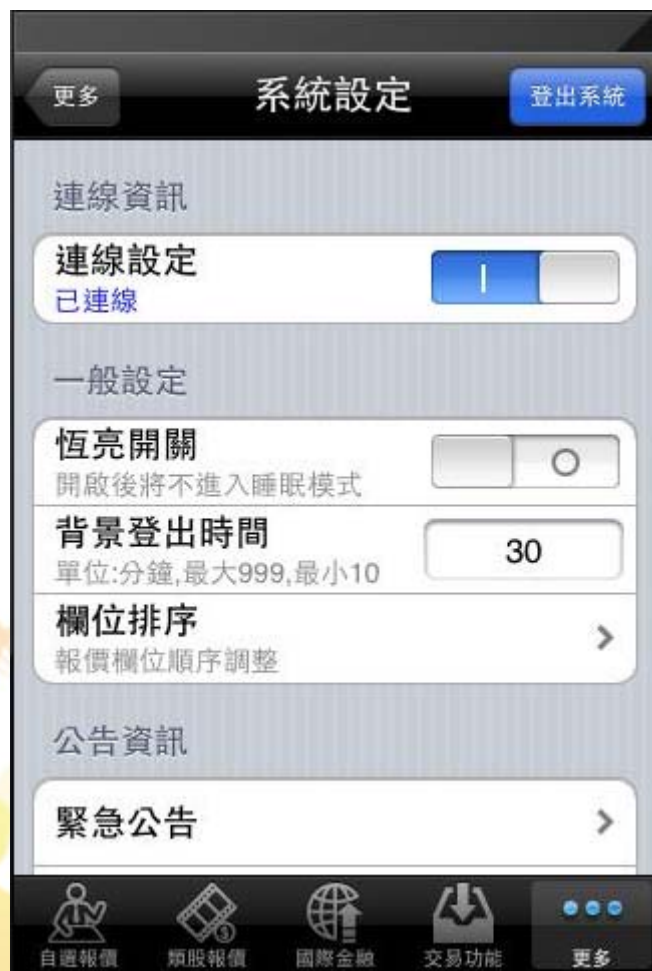 更多
系統設定
登出系統
連線資訊
連線設定
已連線
一般設定
恆亮開關
開啟後將不進入睡眠模式
背景登出時間
30
單位:分鐘,最大999,最小10
欄位排序
報價欄位順序調整
公告資訊
緊急公告
自選報價
類股報價
國際金融
交易功能
更多